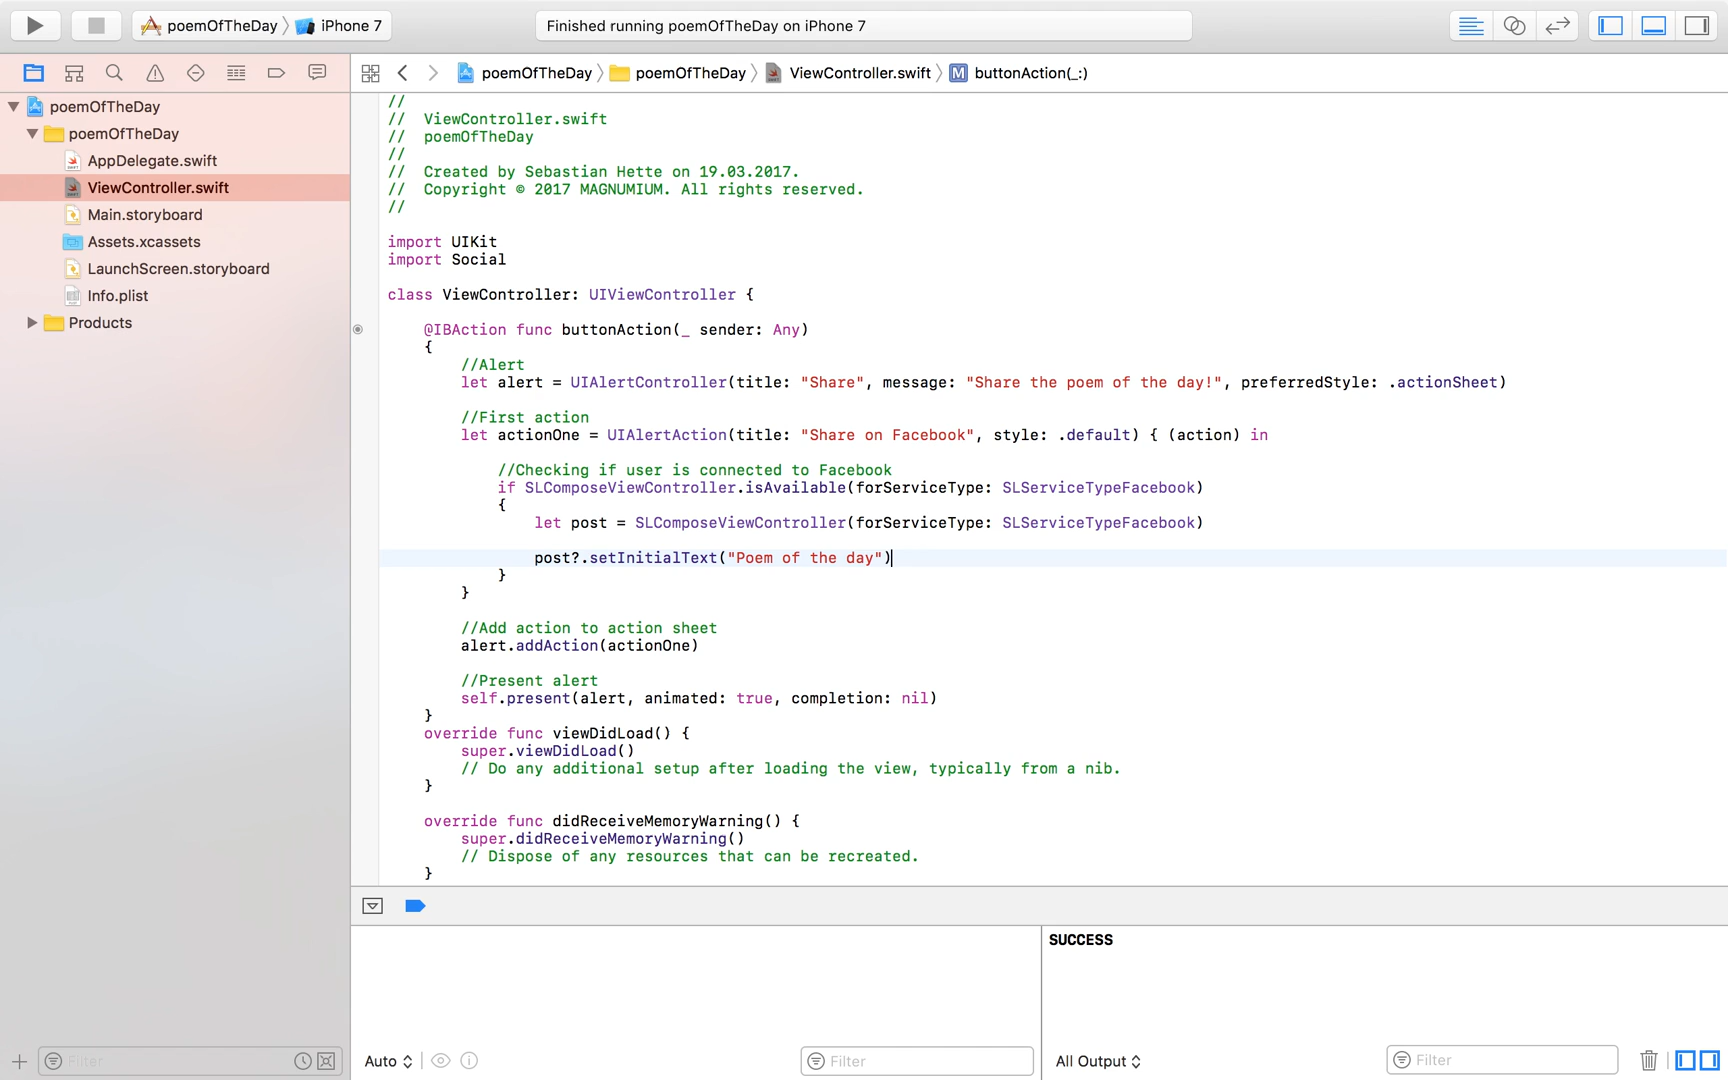 poemOfTheDay iPhone 7
Finished running poemOfTheDay on iPhone 7
poemOfTheDay poemOfTheDay ViewController.swift M buttonAction(_:)
poemOfTheDay
poemOfTheDay
AppDelegate.swift
ViewController.swift
Main.storyboard
Assets.xcassets
LaunchScreen.storyboard
Info.plist
Products
//
//  ViewController.swift
//  poemOfTheDay
//
//  Created by Sebastian Hette on 19.03.2017.
//  Copyright © 2017 MAGNUMIUM. All rights reserved.
//
import UIKit
import Social
class ViewController: UIViewController {
@IBAction func buttonAction(_ sender: Any)
{
//Alert
let alert = UIAlertController(title: "Share", message: "Share the poem of the day!", preferredStyle: .actionSheet)
//First action
let actionOne = UIAlertAction(title: "Share on Facebook", style: .default) { (action) in
//Checking if user is connected to Facebook
if SLComposeViewController.isAvailable(forServiceType: SLServiceTypeFacebook)
{
let post = SLComposeViewController(forServiceType: SLServiceTypeFacebook)
post?.setInitialText("Poem of the day")
}
}
//Add action to action sheet
alert.addAction(actionOne)
//Present alert
self.present(alert, animated: true, completion: nil)
}
override func viewDidLoad() {
super.viewDidLoad()
// Do any additional setup after loading the view, typically from a nib.
}
override func didReceiveMemoryWarning() {
super.didReceiveMemoryWarning()
// Dispose of any resources that can be recreated.
}
SUCCESS
Filter
Auto
Filter
All Output
Filter